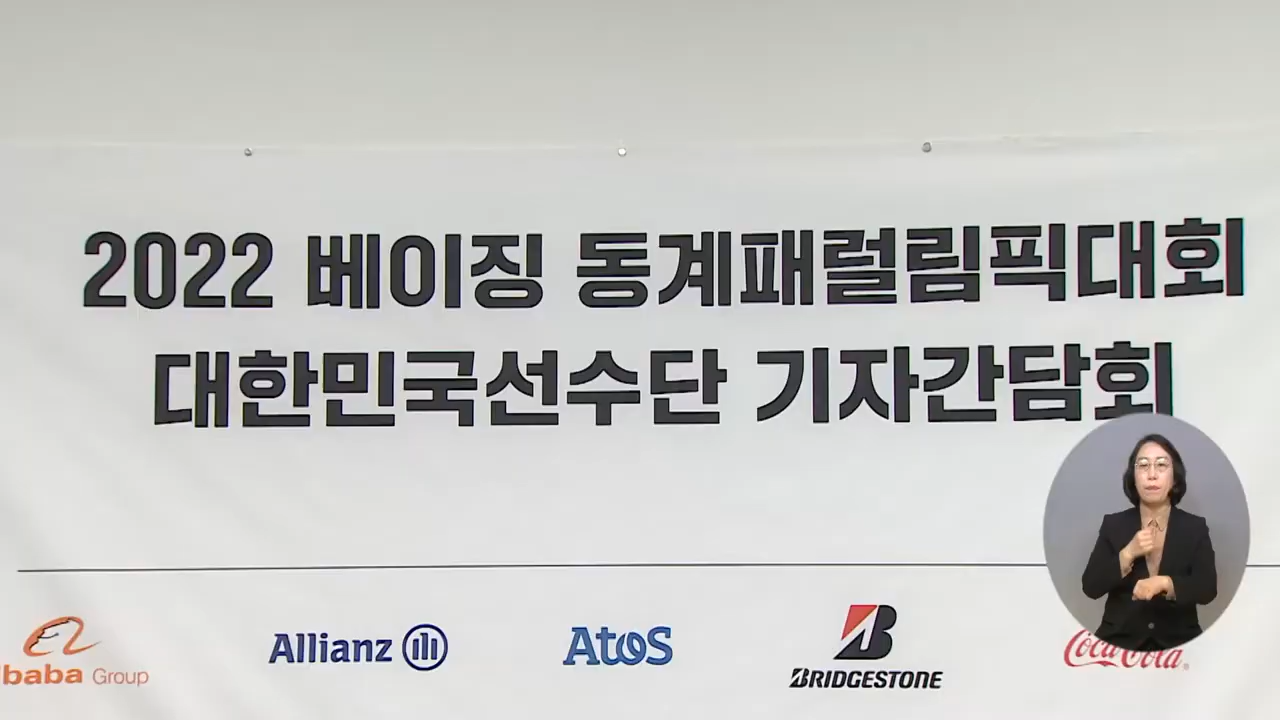 2022 베이징 동계패럴림픽대회
대한민국선수단 기자간담회
baba Group
Allianz
Atos
BRIDGESTONE
Coca-Cola